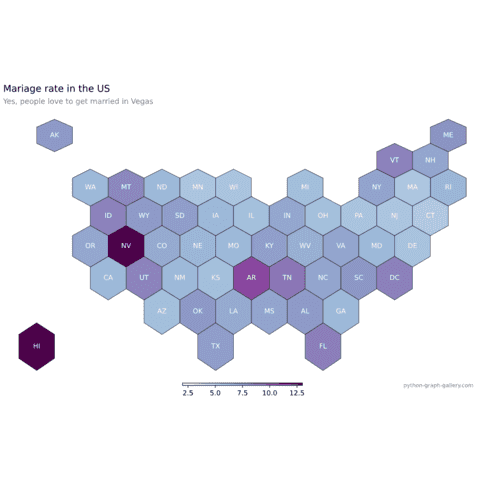 Mariage rate in the US
Yes, people love to get married in Vegas
AK
ME
VT
NH
WA
MT
ND
MN
WI
MI
NY
MA
RI
ID
WY
SD
IA
IL
IN
OH
PA
NJ
CT
OR
NV
CO
NE
MO
KY
WV
VA
MD
DE
CA
UT
NM
KS
AR
TN
NC
SC
DC
AZ
OK
LA
MS
AL
GA
HI
TX
FL
2.5 5.0 7.5 10.0 12.5
python-graph-gallery.com